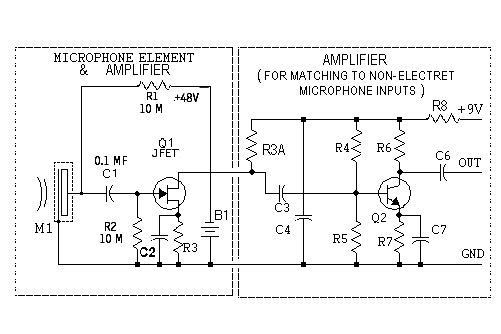 MICROPHONE ELEMENT
& AMPLIFIER
AMPLIFIER
( FOR MATCHING TO NON-ELECTRET
MICROPHONE INPUTS )
R1
10 M
+48V
R8
+9V
Q1
JFET
R3A
R4
R6
0.1 MF
C1
C6
OUT
M1
R2
10 M
C2
R3
B1
C3
C4
R5
Q2
R7
C7
GND